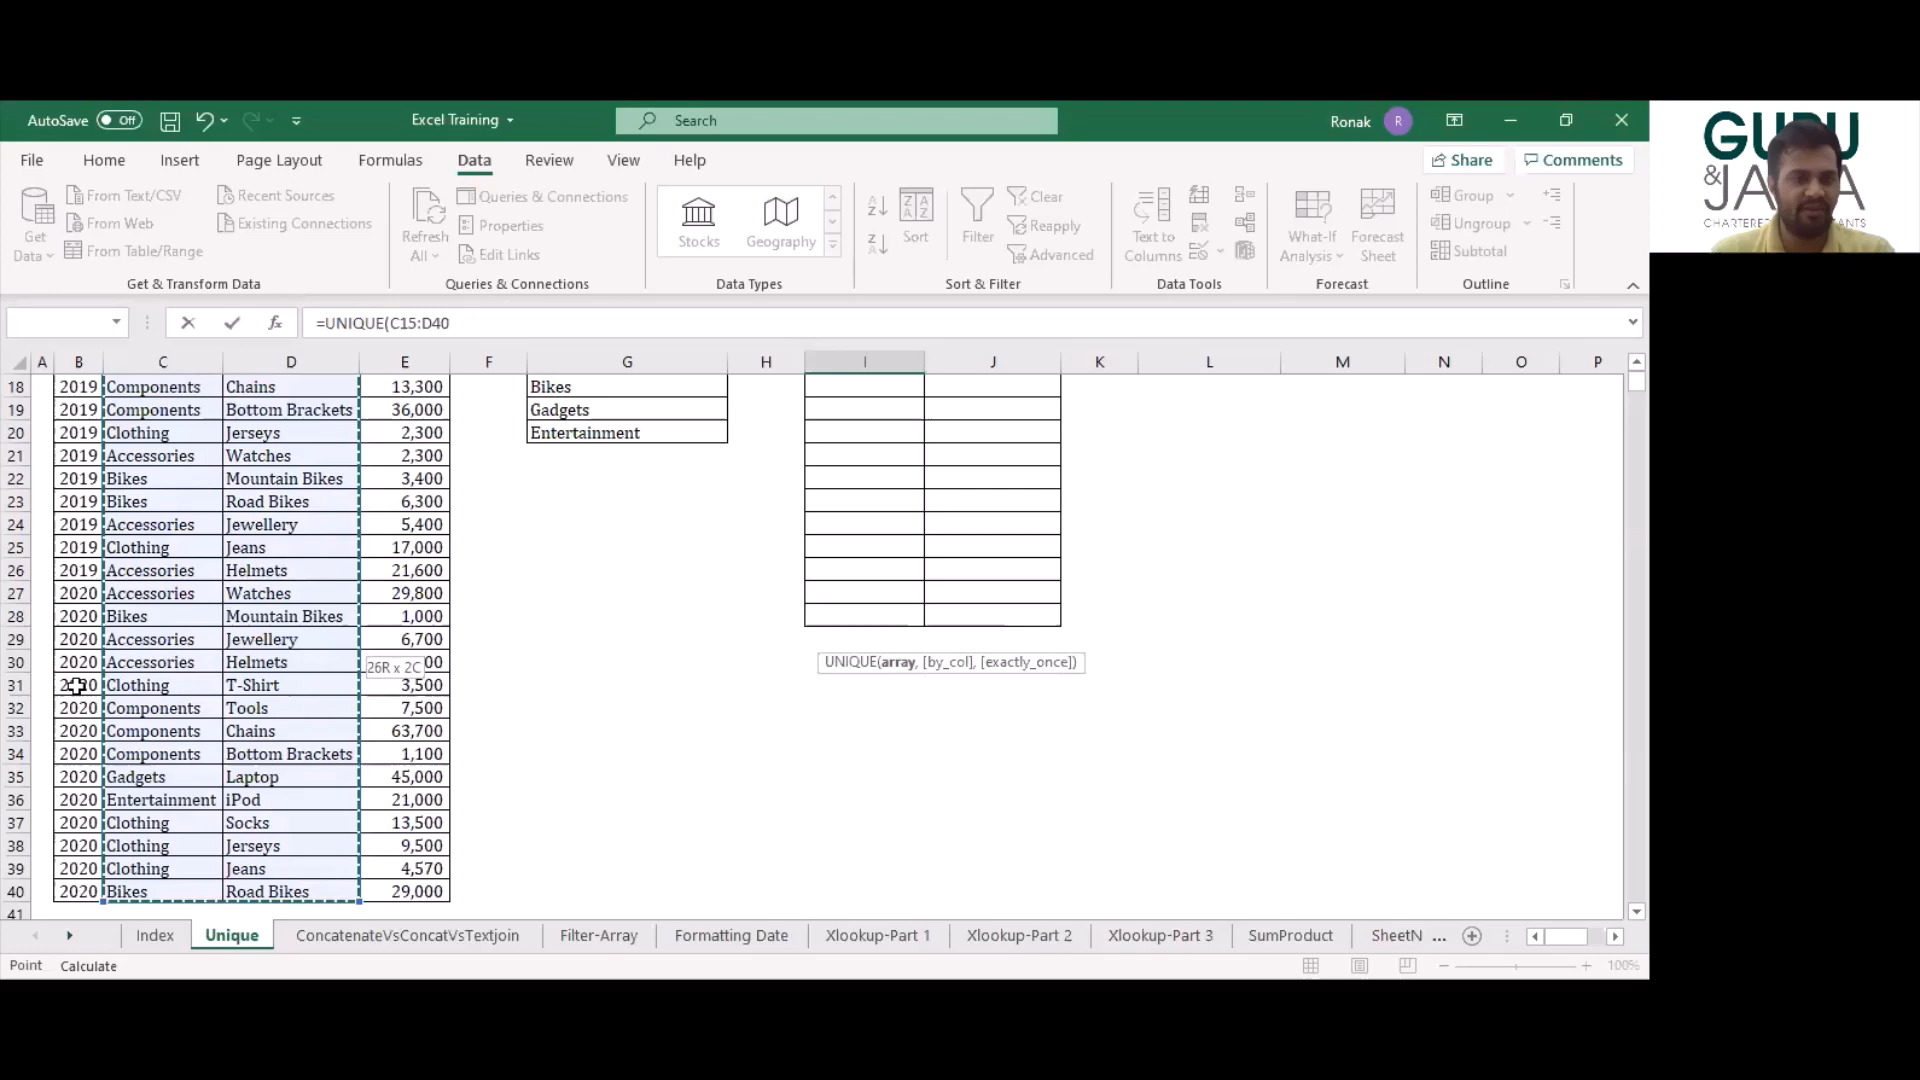 AutoSave Off Excel Training Search Ronak R
File Home Insert Page Layout Formulas Data Review View Help Share Comments
Get Data
From Text/CSV
From Web
From Table/Range
Recent Sources
Existing Connections
Get & Transform Data
Refresh All
Queries & Connections
Properties
Edit Links
Queries & Connections
Stocks Geography
Data Types
Sort
Filter
Clear
Reapply
Advanced
Sort & Filter
Text to Columns
Data Tools
What-If Analysis
Forecast Sheet
Forecast
Group
Ungroup
Subtotal
Outline
=UNIQUE(C15:D40
A B C D E F G H I J K L M N O P
18 2019 Components Chains 13,300 Bikes
19 2019 Components Bottom Brackets 36,000 Gadgets
20 2019 Clothing Jerseys 2,300 Entertainment
21 2019 Accessories Watches 2,300
22 2019 Bikes Mountain Bikes 3,400
23 2019 Bikes Road Bikes 6,300
24 2019 Accessories Jewellery 5,400
25 2019 Clothing Jeans 17,000
26 2019 Accessories Helmets 21,600
27 2020 Accessories Watches 29,800
28 2020 Bikes Mountain Bikes 1,000
29 2020 Accessories Jewellery 6,700
30 2020 Accessories Helmets 26R x 2C UNIQUE(array, [by_col], [exactly_once])
31 Clothing T-Shirt 3,500
32 2020 Components Tools 7,500
33 2020 Components Chains 63,700
34 2020 Components Bottom Brackets 1,100
35 2020 Gadgets Laptop 45,000
36 2020 Entertainment iPod 21,000
37 2020 Clothing Socks 13,500
38 2020 Clothing Jerseys 9,500
39 2020 Clothing Jeans 4,570
40 2020 Bikes Road Bikes 29,000
41
Index Unique ConcatenateVsConcatVsTextjoin Filter-Array Formatting Date Xlookup-Part 1 Xlookup-Part 2 Xlookup-Part 3 SumProduct SheetN ...
Point Calculate 100%